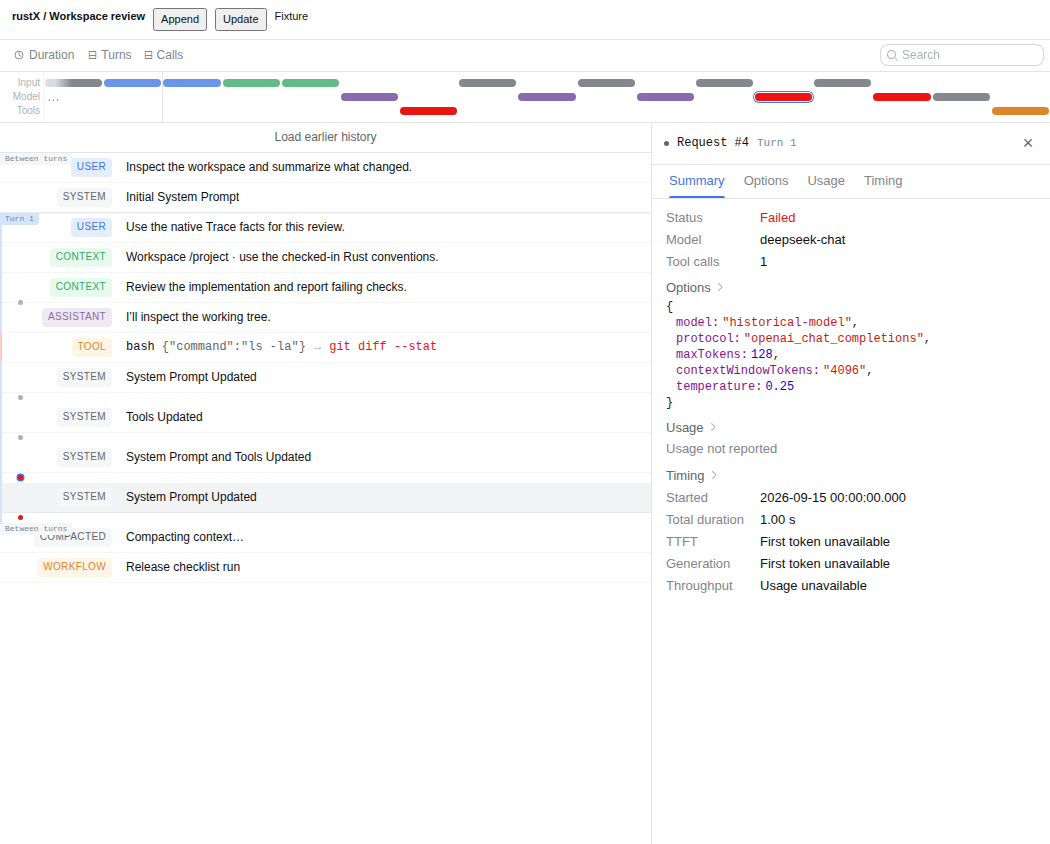 rustX / Workspace review Append Update Fixture
Duration Turns Calls Search
Input
Model ...
Tools
Load earlier history
Between turns
USER Inspect the workspace and summarize what changed.
SYSTEM Initial System Prompt
Turn 1
USER Use the native Trace facts for this review.
CONTEXT Workspace /project · use the checked-in Rust conventions.
CONTEXT Review the implementation and report failing checks.
ASSISTANT I'll inspect the working tree.
TOOL bash {"command":"ls -la"} → git diff --stat
SYSTEM System Prompt Updated
SYSTEM Tools Updated
SYSTEM System Prompt and Tools Updated
SYSTEM System Prompt Updated
Between turns
COMPACTED Compacting context…
WORKFLOW Release checklist run
Request #4 Turn 1 ×
Summary Options Usage Timing
Status Failed
Model deepseek-chat
Tool calls 1
Options
{
model: "historical-model",
protocol: "openai_chat_completions",
maxTokens: 128,
contextWindowTokens: "4096",
temperature: 0.25
}
Usage
Usage not reported
Timing
Started 2026-09-15 00:00:00.000
Total duration 1.00 s
TTFT First token unavailable
Generation First token unavailable
Throughput Usage unavailable